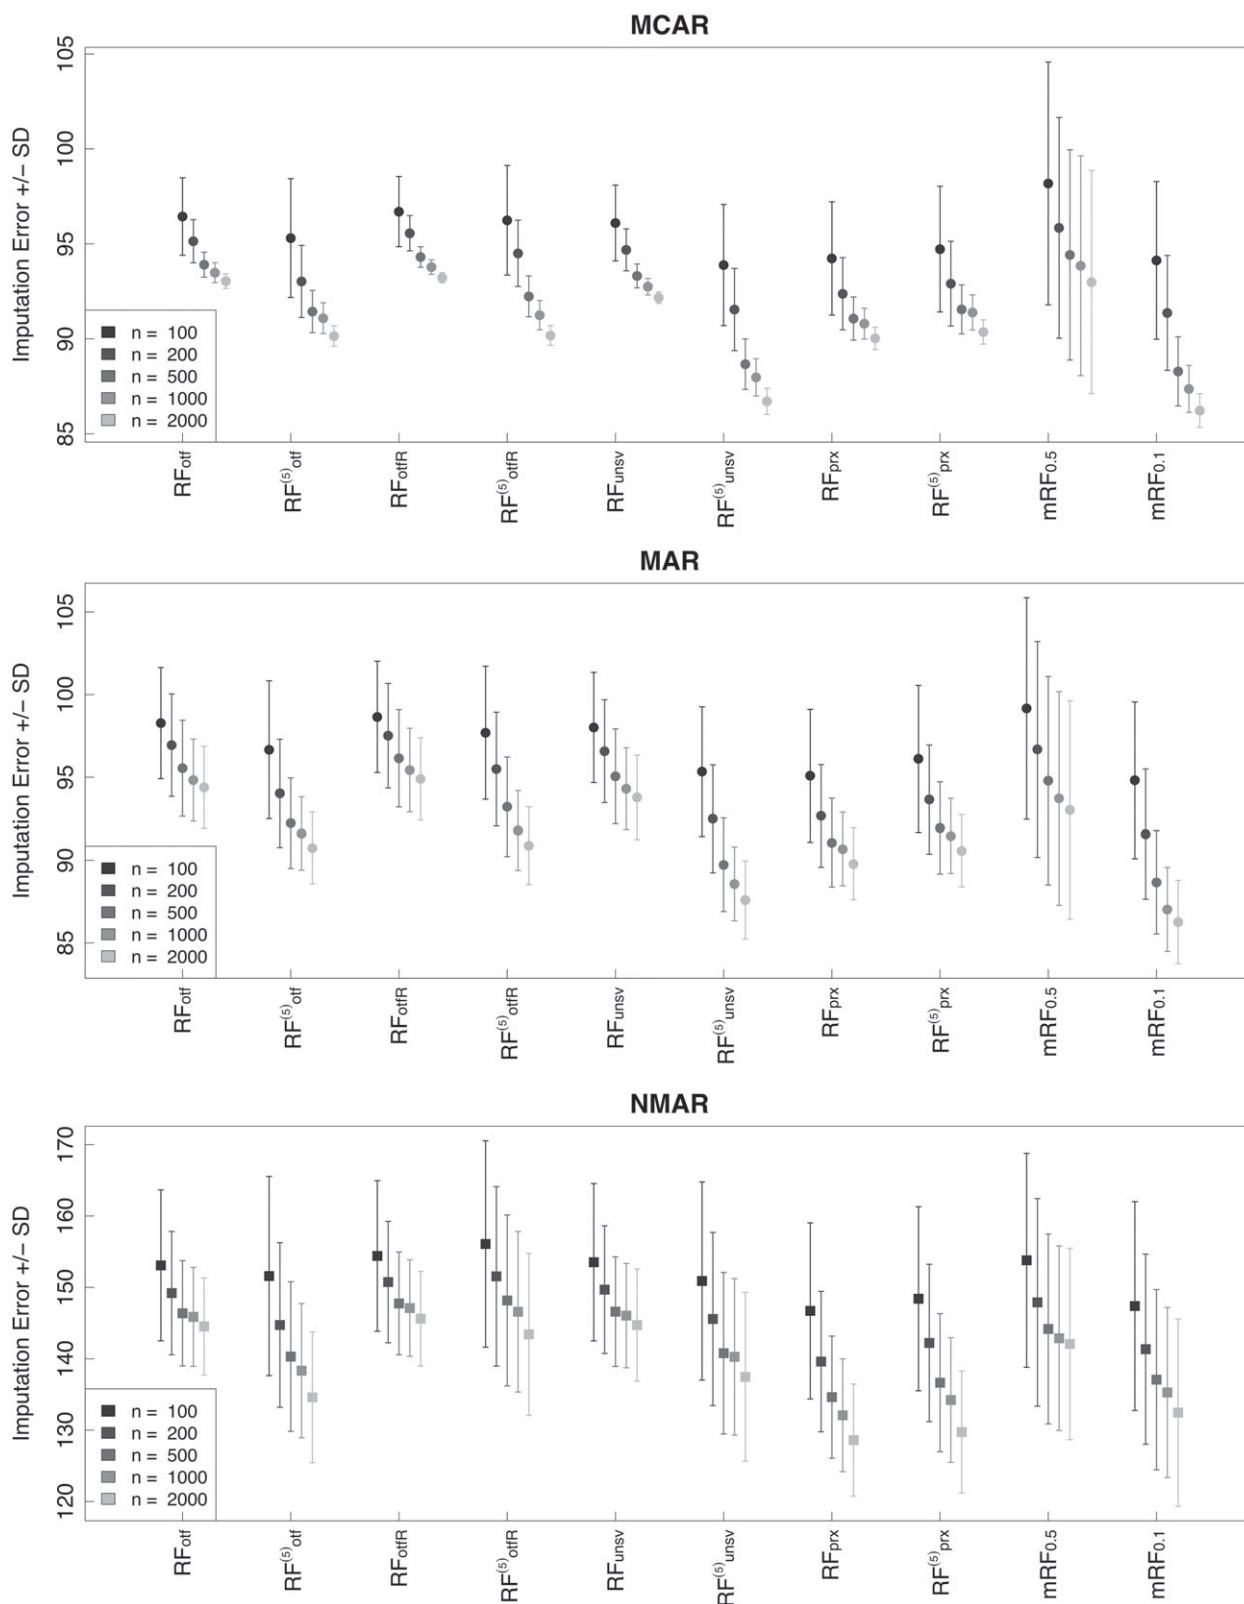 MCAR
Imputation Error +/− SD
105
100
95
90
85
n = 100
n = 200
n = 500
n = 1000
n = 2000
RFotf
RF(5)otf
RFotfR
RF(5)otfR
RFunsv
RF(5)unsv
RFprx
RF(5)prx
mRF0.5
mRF0.1
MAR
Imputation Error +/− SD
105
100
95
90
85
n = 100
n = 200
n = 500
n = 1000
n = 2000
RFotf
RF(5)otf
RFotfR
RF(5)otfR
RFunsv
RF(5)unsv
RFprx
RF(5)prx
mRF0.5
mRF0.1
NMAR
Imputation Error +/− SD
170
160
150
140
130
120
n = 100
n = 200
n = 500
n = 1000
n = 2000
RFotf
RF(5)otf
RFotfR
RF(5)otfR
RFunsv
RF(5)unsv
RFprx
RF(5)prx
mRF0.5
mRF0.1